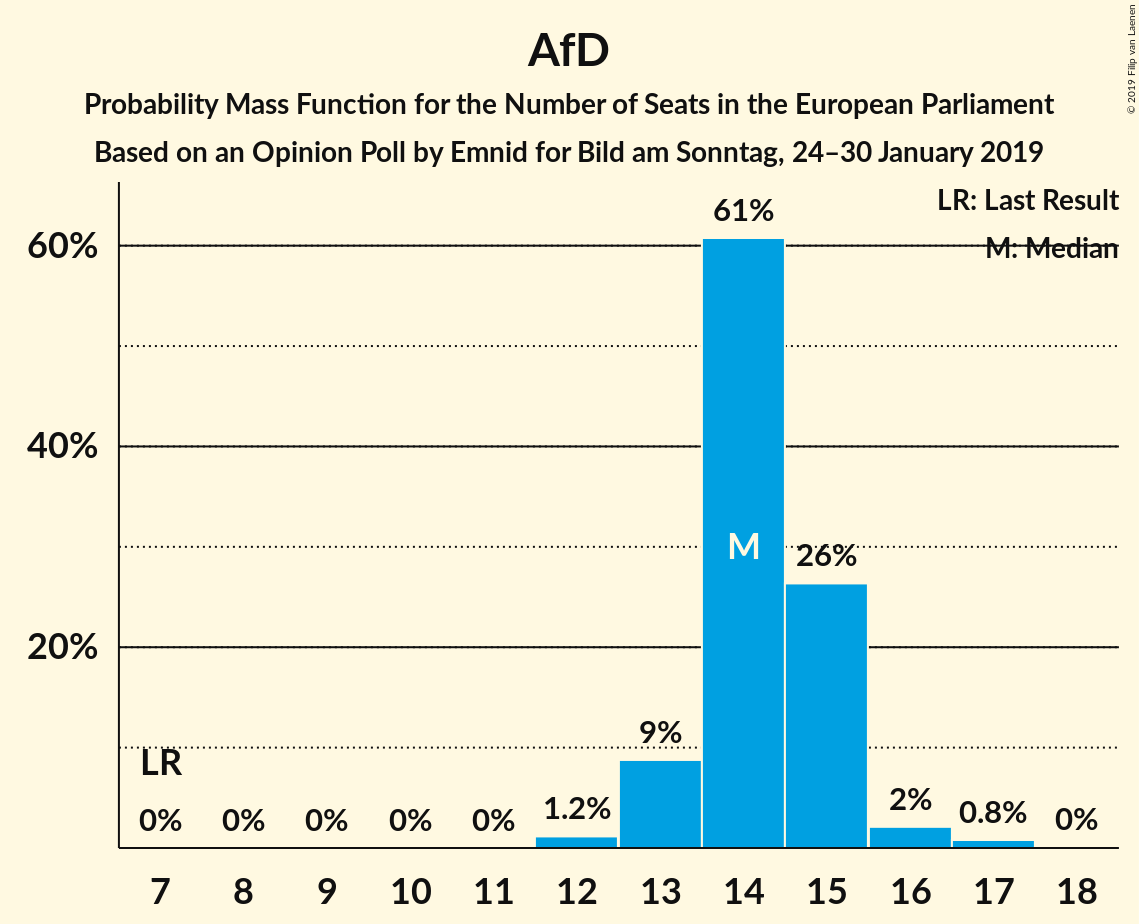 AfD
Probability Mass Function for the Number of Seats in the European Parliament
Based on an Opinion Poll by Emnid for Bild am Sonntag, 24–30 January 2019
© 2019 Filip van Laenen
LR: Last Result
M: Median
60%
40%
20%
61%
M
26%
9%
LR
1.2%
2%
0.8%
0% 0% 0% 0% 0% 0%
7 8 9 10 11 12 13 14 15 16 17 18